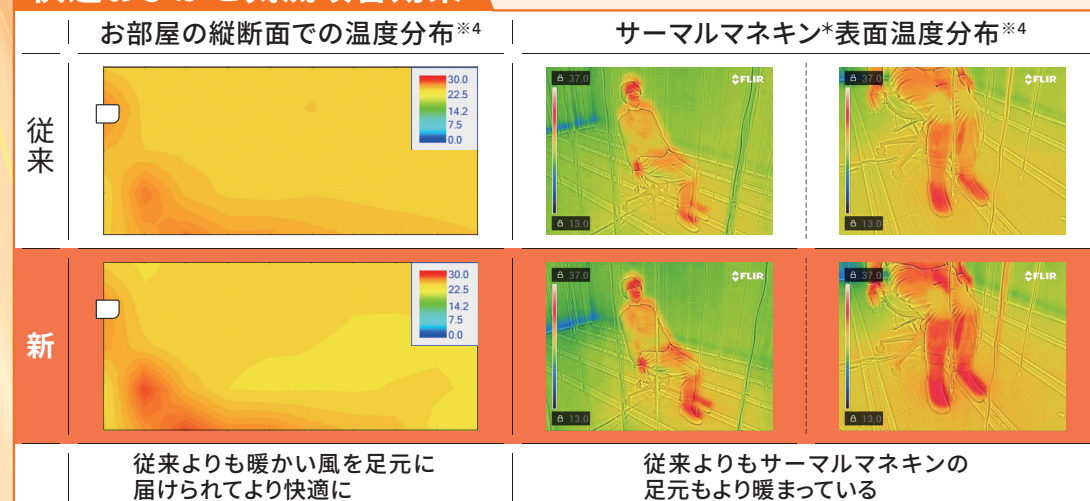 お部屋の縦断面での温度分布※4
サーマルマネキン*表面温度分布※4
従来
30.0
22.5
14.2
7.5
0.0
37.0
FLIR
13.0
37.0
FLIR
13.0
新
30.0
22.5
14.2
7.5
0.0
37.0
FLIR
13.0
37.0
FLIR
13.0
従来よりも暖かい風を足元に
届けられてより快適に
従来よりもサーマルマネキンの
足元もより暖まっている